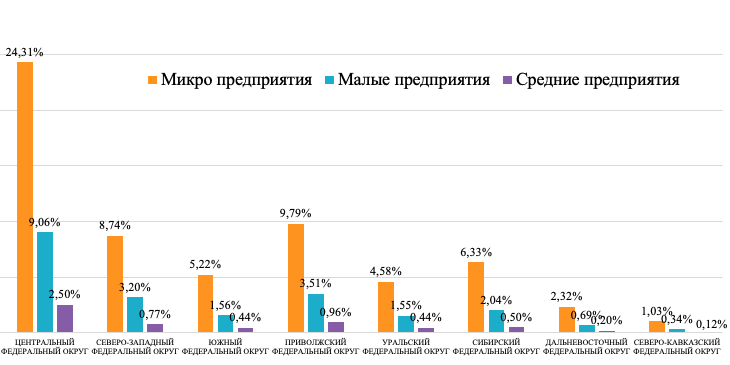 24,31%
Микро предприятия Малые предприятия Средние предприятия
9,06%
2,50%
8,74%
3,20%
0,77%
5,22%
1,56%
0,44%
9,79%
3,51%
0,96%
4,58%
1,55%
0,44%
6,33%
2,04%
0,50%
2,32%
0,69%
0,20%
1,03%
0,34%
0,12%
ЦЕНТРАЛЬНЫЙ
ФЕДЕРАЛЬНЫЙ ОКРУГ
СЕВЕРО-ЗАПАДНЫЙ
ФЕДЕРАЛЬНЫЙ ОКРУГ
ЮЖНЫЙ
ФЕДЕРАЛЬНЫЙ ОКРУГ
ПРИВОЛЖСКИЙ
ФЕДЕРАЛЬНЫЙ ОКРУГ
УРАЛЬСКИЙ
ФЕДЕРАЛЬНЫЙ ОКРУГ
СИБИРСКИЙ
ФЕДЕРАЛЬНЫЙ ОКРУГ
ДАЛЬНЕВОСТОЧНЫЙ
ФЕДЕРАЛЬНЫЙ ОКРУГ
СЕВЕРО-КАВКАЗСКИЙ
ФЕДЕРАЛЬНЫЙ ОКРУГ